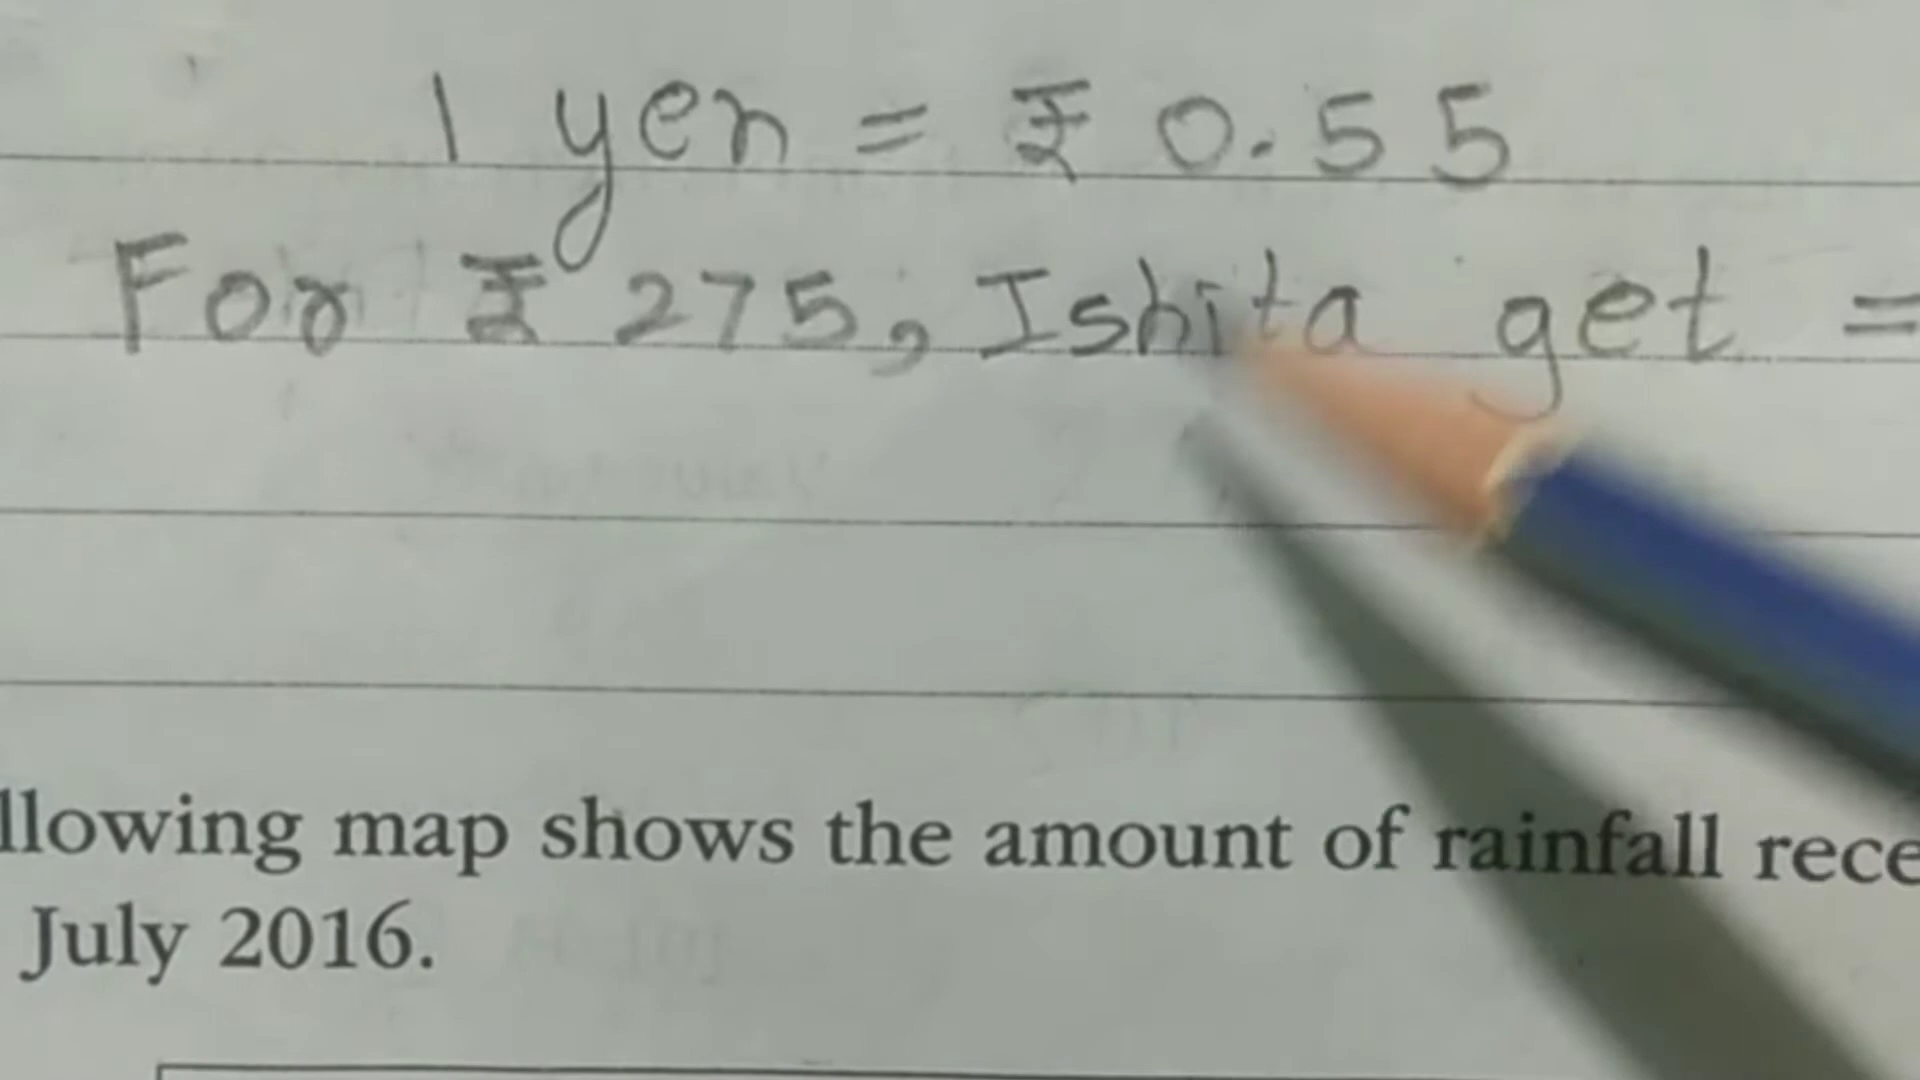 1 yen = ₹ 0.55
For ₹ 275, Ishita get =
llowing map shows the amount of rainfall rece
July 2016.